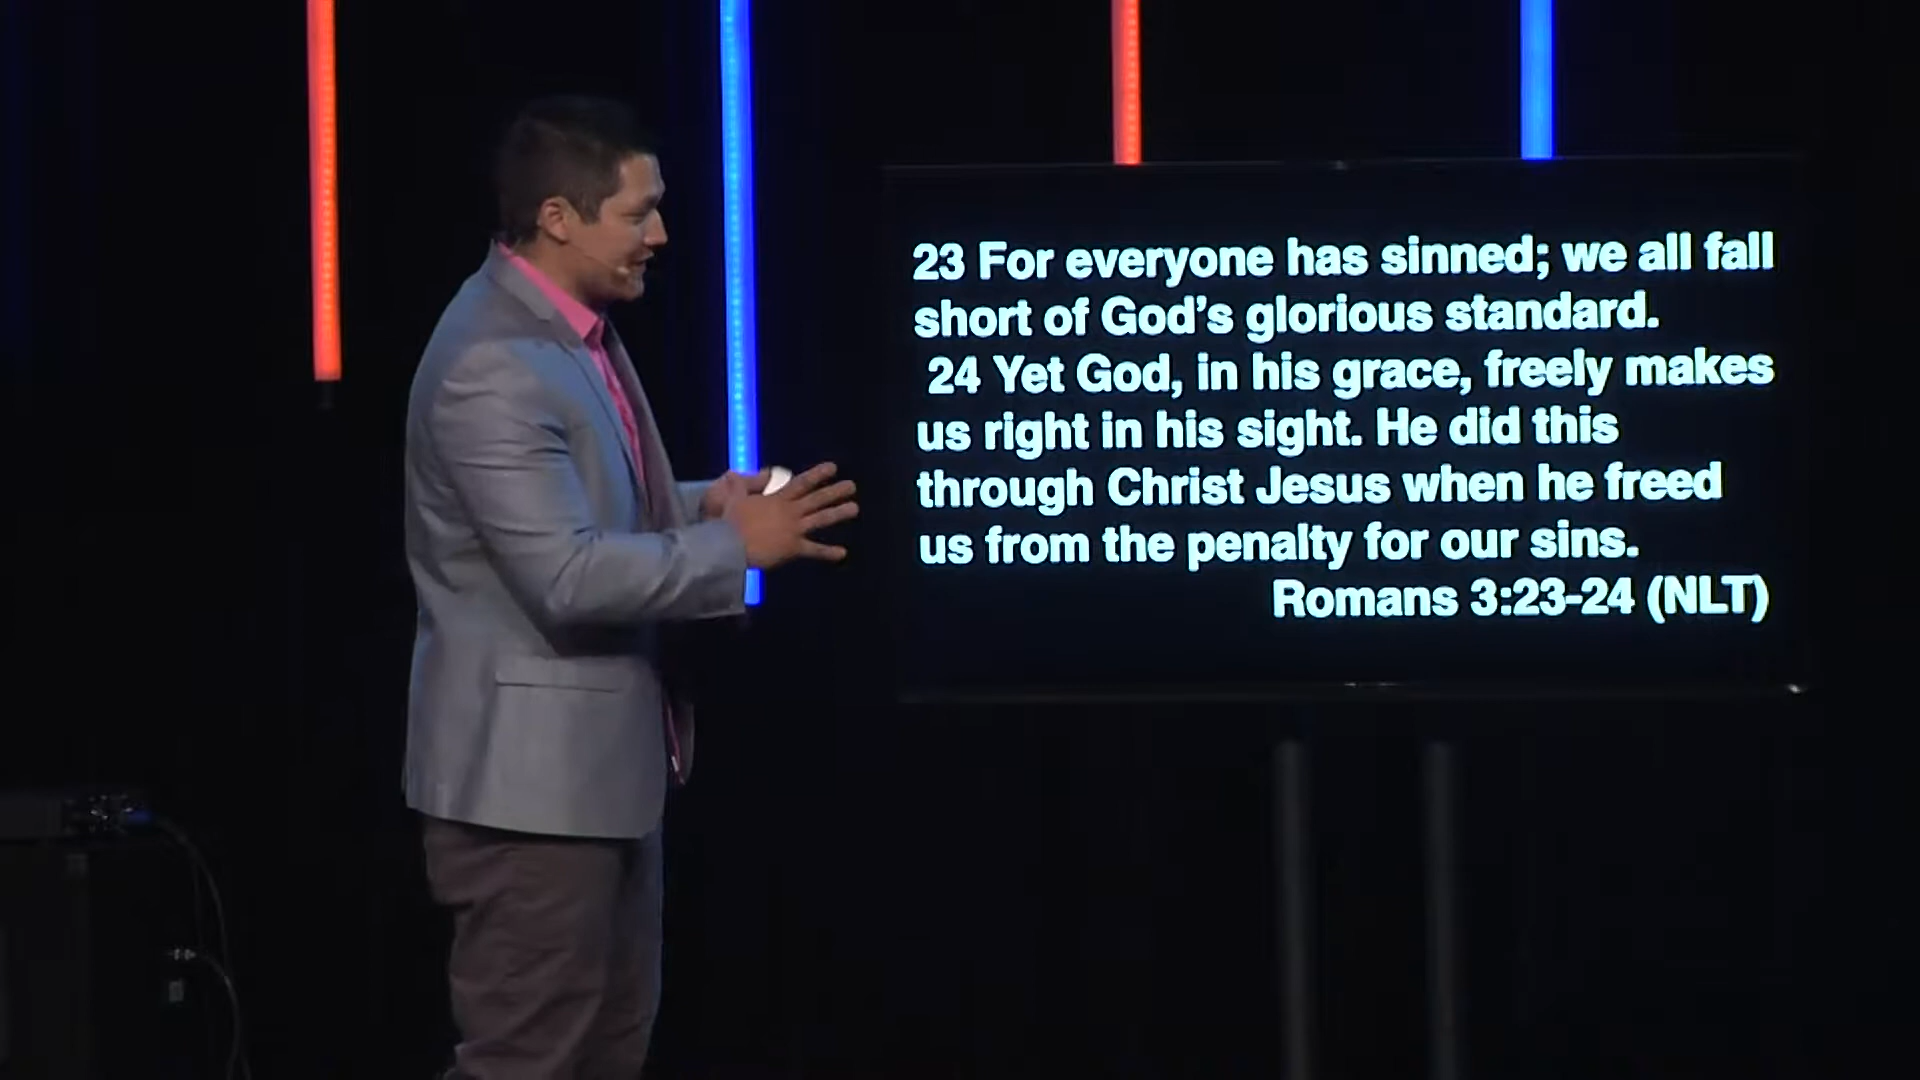 23 For everyone has sinned; we all fall
short of God’s glorious standard.
24 Yet God, in his grace, freely makes
us right in his sight. He did this
through Christ Jesus when he freed
us from the penalty for our sins.
Romans 3:23-24 (NLT)